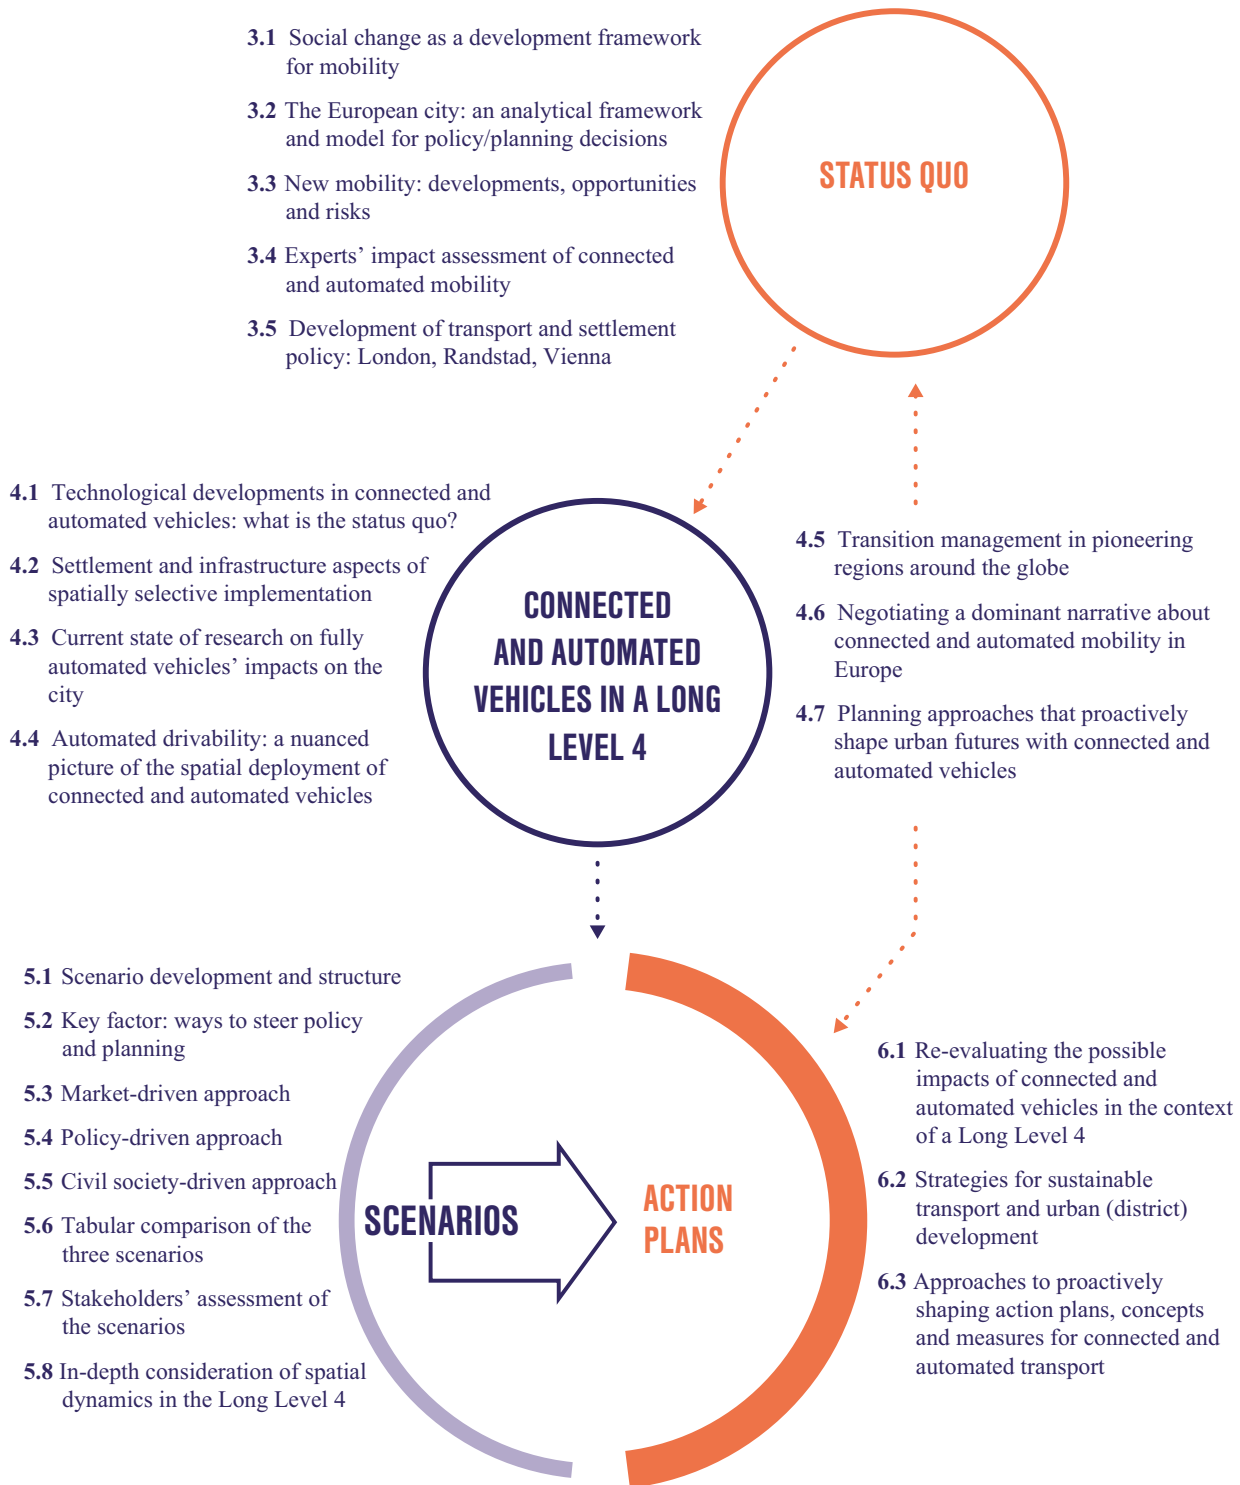 3.1 Social change as a development framework
for mobility
3.2 The European city: an analytical framework
and model for policy/planning decisions
3.3 New mobility: developments, opportunities
and risks
3.4 Experts’ impact assessment of connected
and automated mobility
3.5 Development of transport and settlement
policy: London, Randstad, Vienna
STATUS QUO
4.1 Technological developments in connected and
automated vehicles: what is the status quo?
4.2 Settlement and infrastructure aspects of
spatially selective implementation
4.3 Current state of research on fully
automated vehicles’ impacts on the
city
4.4 Automated drivability: a nuanced
picture of the spatial deployment of
connected and automated vehicles
CONNECTED
AND AUTOMATED
VEHICLES IN A LONG
LEVEL 4
4.5 Transition management in pioneering
regions around the globe
4.6 Negotiating a dominant narrative about
connected and automated mobility in
Europe
4.7 Planning approaches that proactively
shape urban futures with connected and
automated vehicles
5.1 Scenario development and structure
5.2 Key factor: ways to steer policy
and planning
5.3 Market-driven approach
5.4 Policy-driven approach
5.5 Civil society-driven approach
5.6 Tabular comparison of the
three scenarios
5.7 Stakeholders’ assessment of
the scenarios
5.8 In-depth consideration of spatial
dynamics in the Long Level 4
SCENARIOS
ACTION
PLANS
6.1 Re-evaluating the possible
impacts of connected and
automated vehicles in the context
of a Long Level 4
6.2 Strategies for sustainable
transport and urban (district)
development
6.3 Approaches to proactively
shaping action plans, concepts
and measures for connected and
automated transport